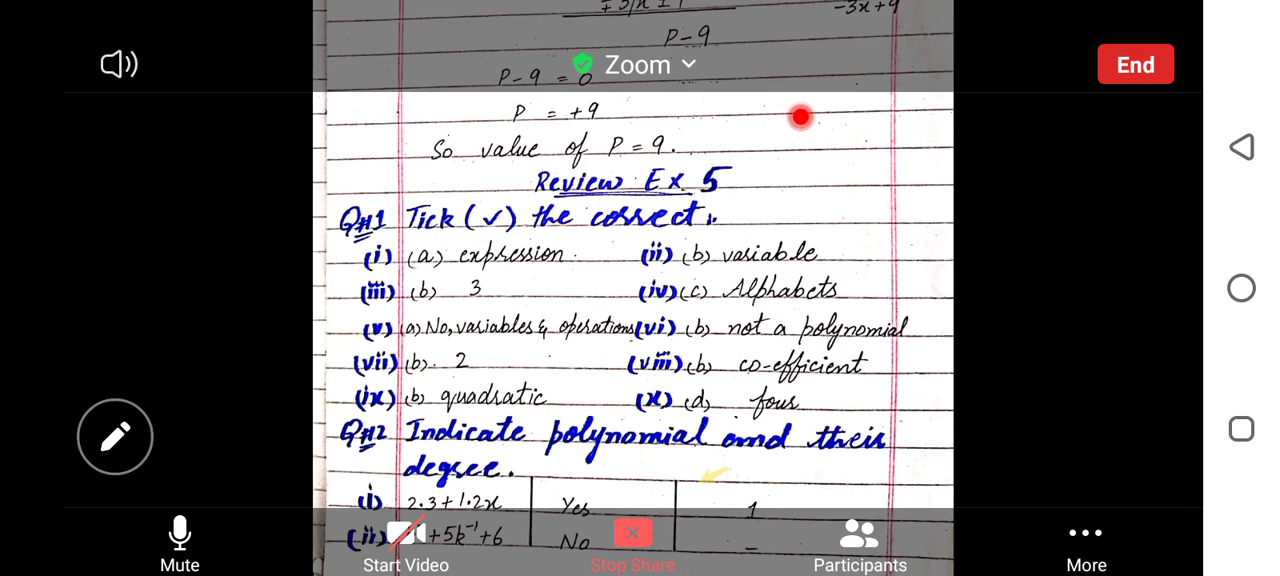 -3x+9
P-9
Zoom
End
P-9 = 0
P = +9
So value of P = 9.
Review Ex 5
Q#1 Tick (✓) the correct:.
(i) (a) expression. (ii) (b) variable
(iii) (b) 3 (iv) (c) Alphabets
(v) (a) No, variables & operations (vi) (b) not a polynomial
(vii) (b). 2 (viii) (b) co-efficient
(ix) (b) quadratic (x) (d) four
Q#2 Indicate polynomial and their
degree.
(i) 2.3+1.2x Yes 1
(ii) +5k⁻¹+6 No -
Mute Start Video Stop Share Participants More